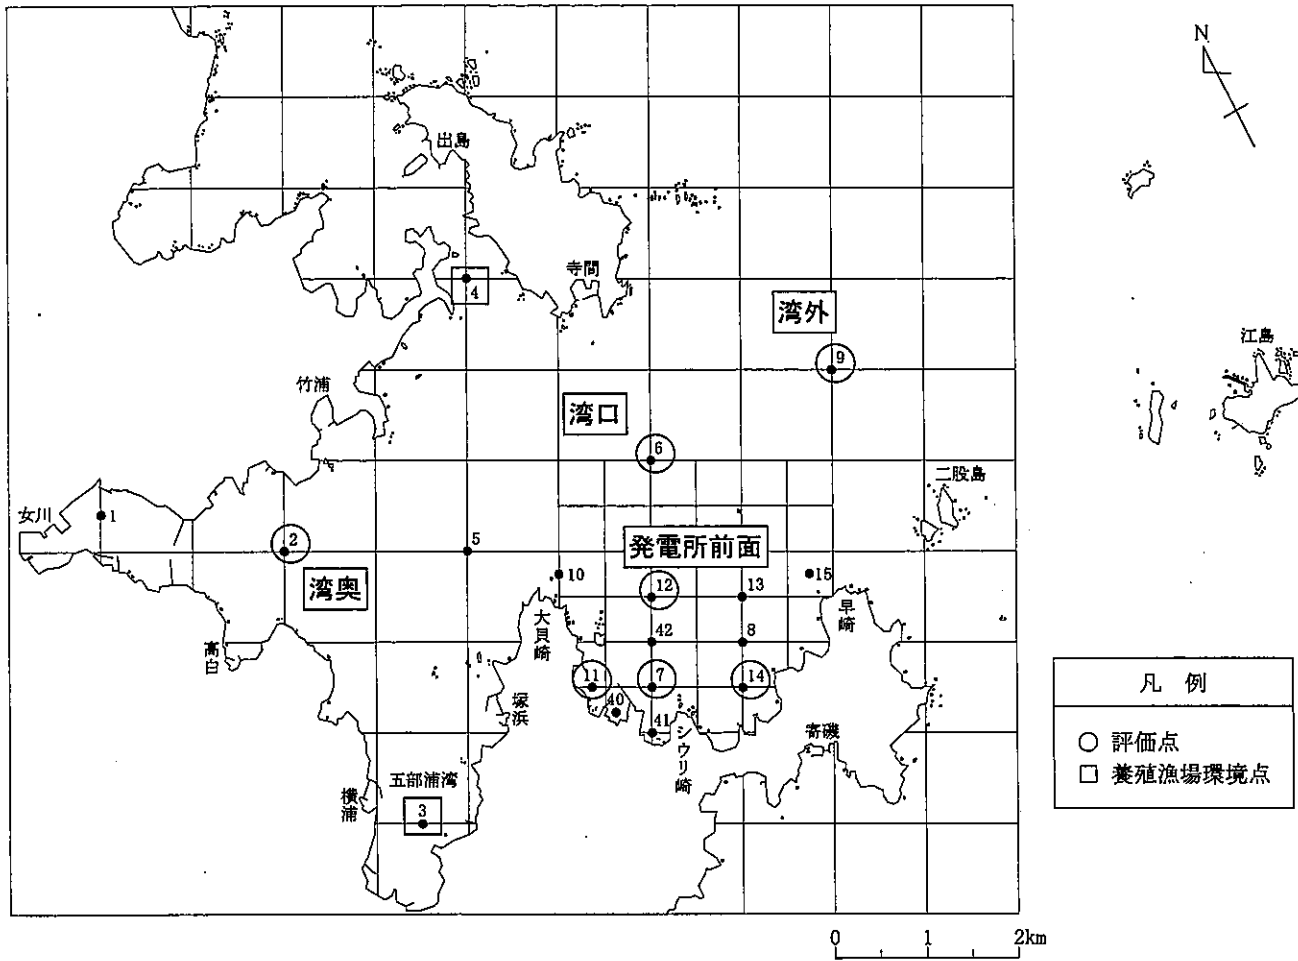 N
出島
4
寺間
湾外
9
江島
竹浦
湾口
6
二股島
女川
1
2
5
発電所前面
湾奥
10
12
13
15
大貝崎
早崎
高白
42
8
11
7
14
40
塚浜
41
シウリ崎
寄磯
五部浦湾
横浦
3
凡 例
○ 評価点
□ 養殖漁場環境点
0 1 2km